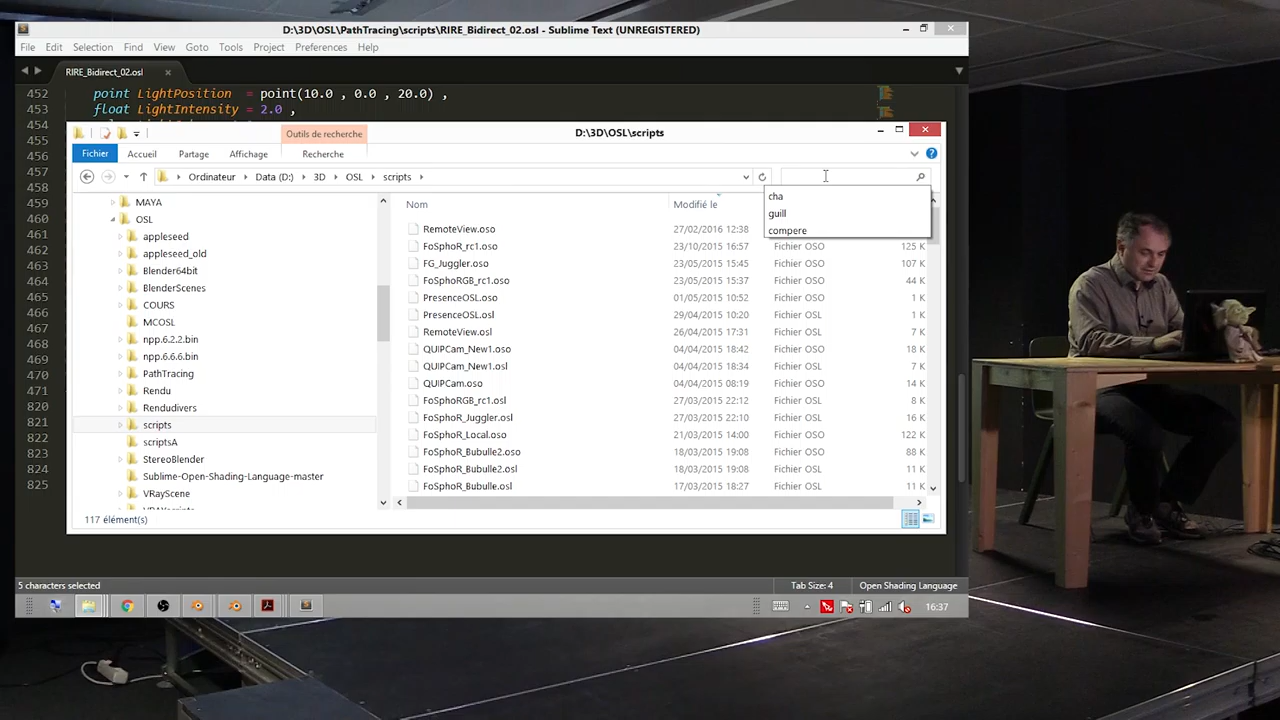 D:\3D\OSL\PathTracing\scripts\RIRE_Bidirect_02.osl - Sublime Text (UNREGISTERED)
File Edit Selection Find View Goto Tools Project Preferences Help
RIRE_Bidirect_02.osl ×
452 point LightPosition = point(10.0 , 0.0 , 20.0) ,
453 float LightIntensity = 2.0 ,
454
455
456
457
458
459
460
461
462
463
464
465
466
467
468
469
470
471
820
821
822
823
824
825
Outils de recherche
D:\3D\OSL\scripts
Fichier Accueil Partage Affichage Recherche
Ordinateur Data (D:) 3D OSL scripts
cha
guill
compere
MAYA
OSL
appleseed
appleseed_old
Blender64bit
BlenderScenes
COURS
MCOSL
npp.6.2.2.bin
npp.6.6.6.bin
PathTracing
Rendu
Rendudivers
scripts
scriptsA
StereoBlender
Sublime-Open-Shading-Language-master
VRayScene
Nom Modifié le
RemoteView.oso 27/02/2016 12:38
FoSphoR_rc1.oso 23/10/2015 16:57 Fichier OSO 125 K
FG_Juggler.oso 23/05/2015 15:45 Fichier OSO 107 K
FoSphoRGB_rc1.oso 23/05/2015 15:37 Fichier OSO 44 K
PresenceOSL.oso 01/05/2015 10:52 Fichier OSO 1 K
PresenceOSL.osl 29/04/2015 10:20 Fichier OSL 1 K
RemoteView.osl 26/04/2015 17:31 Fichier OSL 7 K
QUIPCam_New1.oso 04/04/2015 18:42 Fichier OSO 18 K
QUIPCam_New1.osl 04/04/2015 18:34 Fichier OSL 7 K
QUIPCam.oso 04/04/2015 08:19 Fichier OSO 14 K
FoSphoRGB_rc1.osl 27/03/2015 22:12 Fichier OSL 8 K
FoSphoR_Juggler.osl 27/03/2015 22:10 Fichier OSL 16 K
FoSphoR_Local.oso 21/03/2015 14:00 Fichier OSO 122 K
FoSphoR_Bubulle2.oso 18/03/2015 19:08 Fichier OSO 88 K
FoSphoR_Bubulle2.osl 18/03/2015 19:08 Fichier OSL 11 K
FoSphoR_Bubulle.osl 17/03/2015 18:27 Fichier OSL 11 K
117 élément(s)
5 characters selected Tab Size: 4 Open Shading Language
16:37